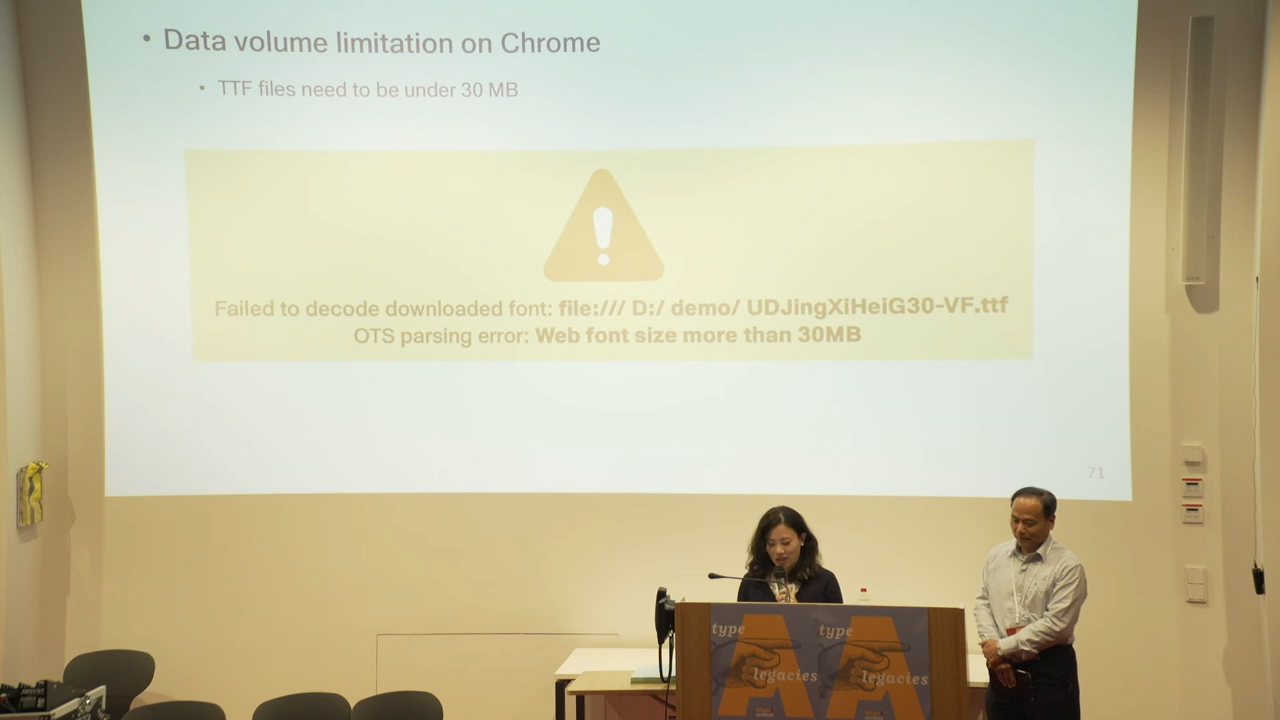 • Data volume limitation on Chrome
• TTF files need to be under 30 MB
Failed to decode downloaded font: file:/// D:/ demo/ UDJingXiHeiG30-VF.ttf
OTS parsing error: Web font size more than 30MB
71
type
legacies
type
legacies